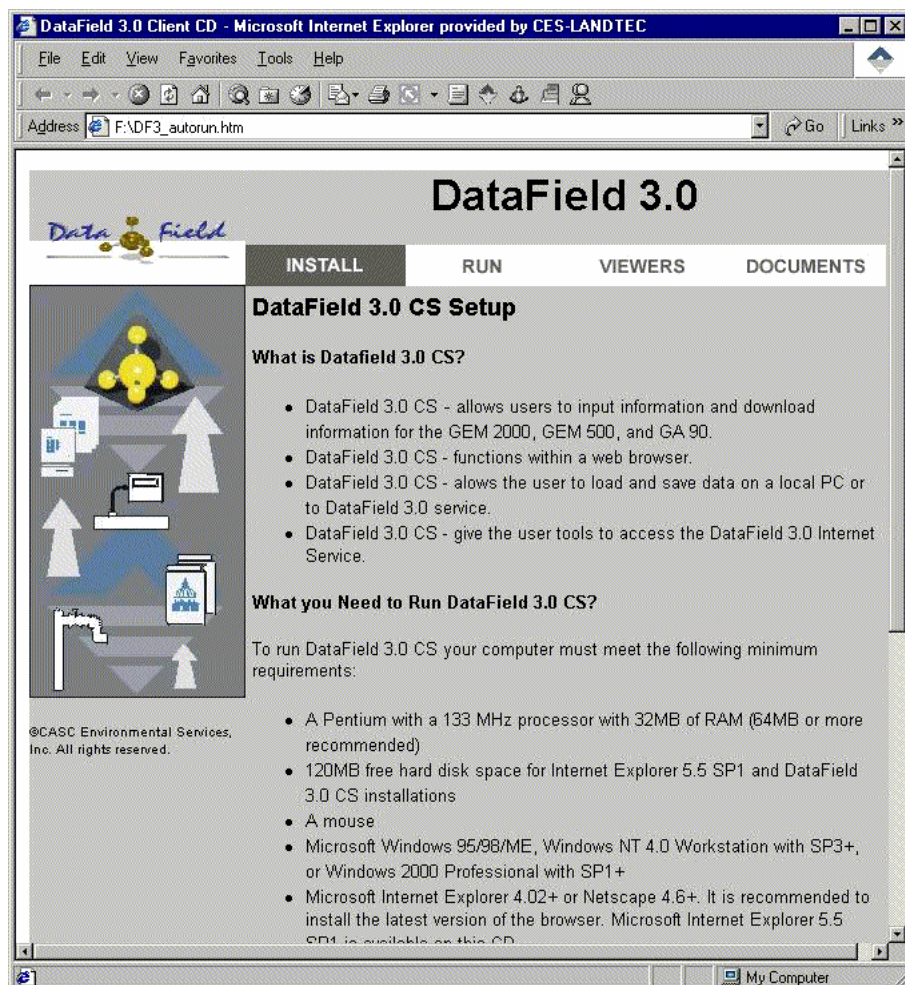 DataField 3.0 Client CD - Microsoft Internet Explorer provided by CES-LANDTEC
File Edit View Favorites Tools Help
Address F:\DF3_autorun.htm Go Links »
DataField 3.0
Data Field
INSTALL RUN VIEWERS DOCUMENTS
DataField 3.0 CS Setup
What is Datafield 3.0 CS?
• DataField 3.0 CS - allows users to input information and download
information for the GEM 2000, GEM 500, and GA 90.
• DataField 3.0 CS - functions within a web browser.
• DataField 3.0 CS - alows the user to load and save data on a local PC or
to DataField 3.0 service.
• DataField 3.0 CS - give the user tools to access the DataField 3.0 Internet
Service.
What you Need to Run DataField 3.0 CS?
To run DataField 3.0 CS your computer must meet the following minimum
requirements:
• A Pentium with a 133 MHz processor with 32MB of RAM (64MB or more
recommended)
• 120MB free hard disk space for Internet Explorer 5.5 SP1 and DataField
3.0 CS installations
• A mouse
• Microsoft Windows 95/98/ME, Windows NT 4.0 Workstation with SP3+,
or Windows 2000 Professional with SP1+
• Microsoft Internet Explorer 4.02+ or Netscape 4.6+. It is recommended to
install the latest version of the browser. Microsoft Internet Explorer 5.5
SP1 is available on this CD
©CASC Environmental Services,
Inc. All rights reserved.
My Computer